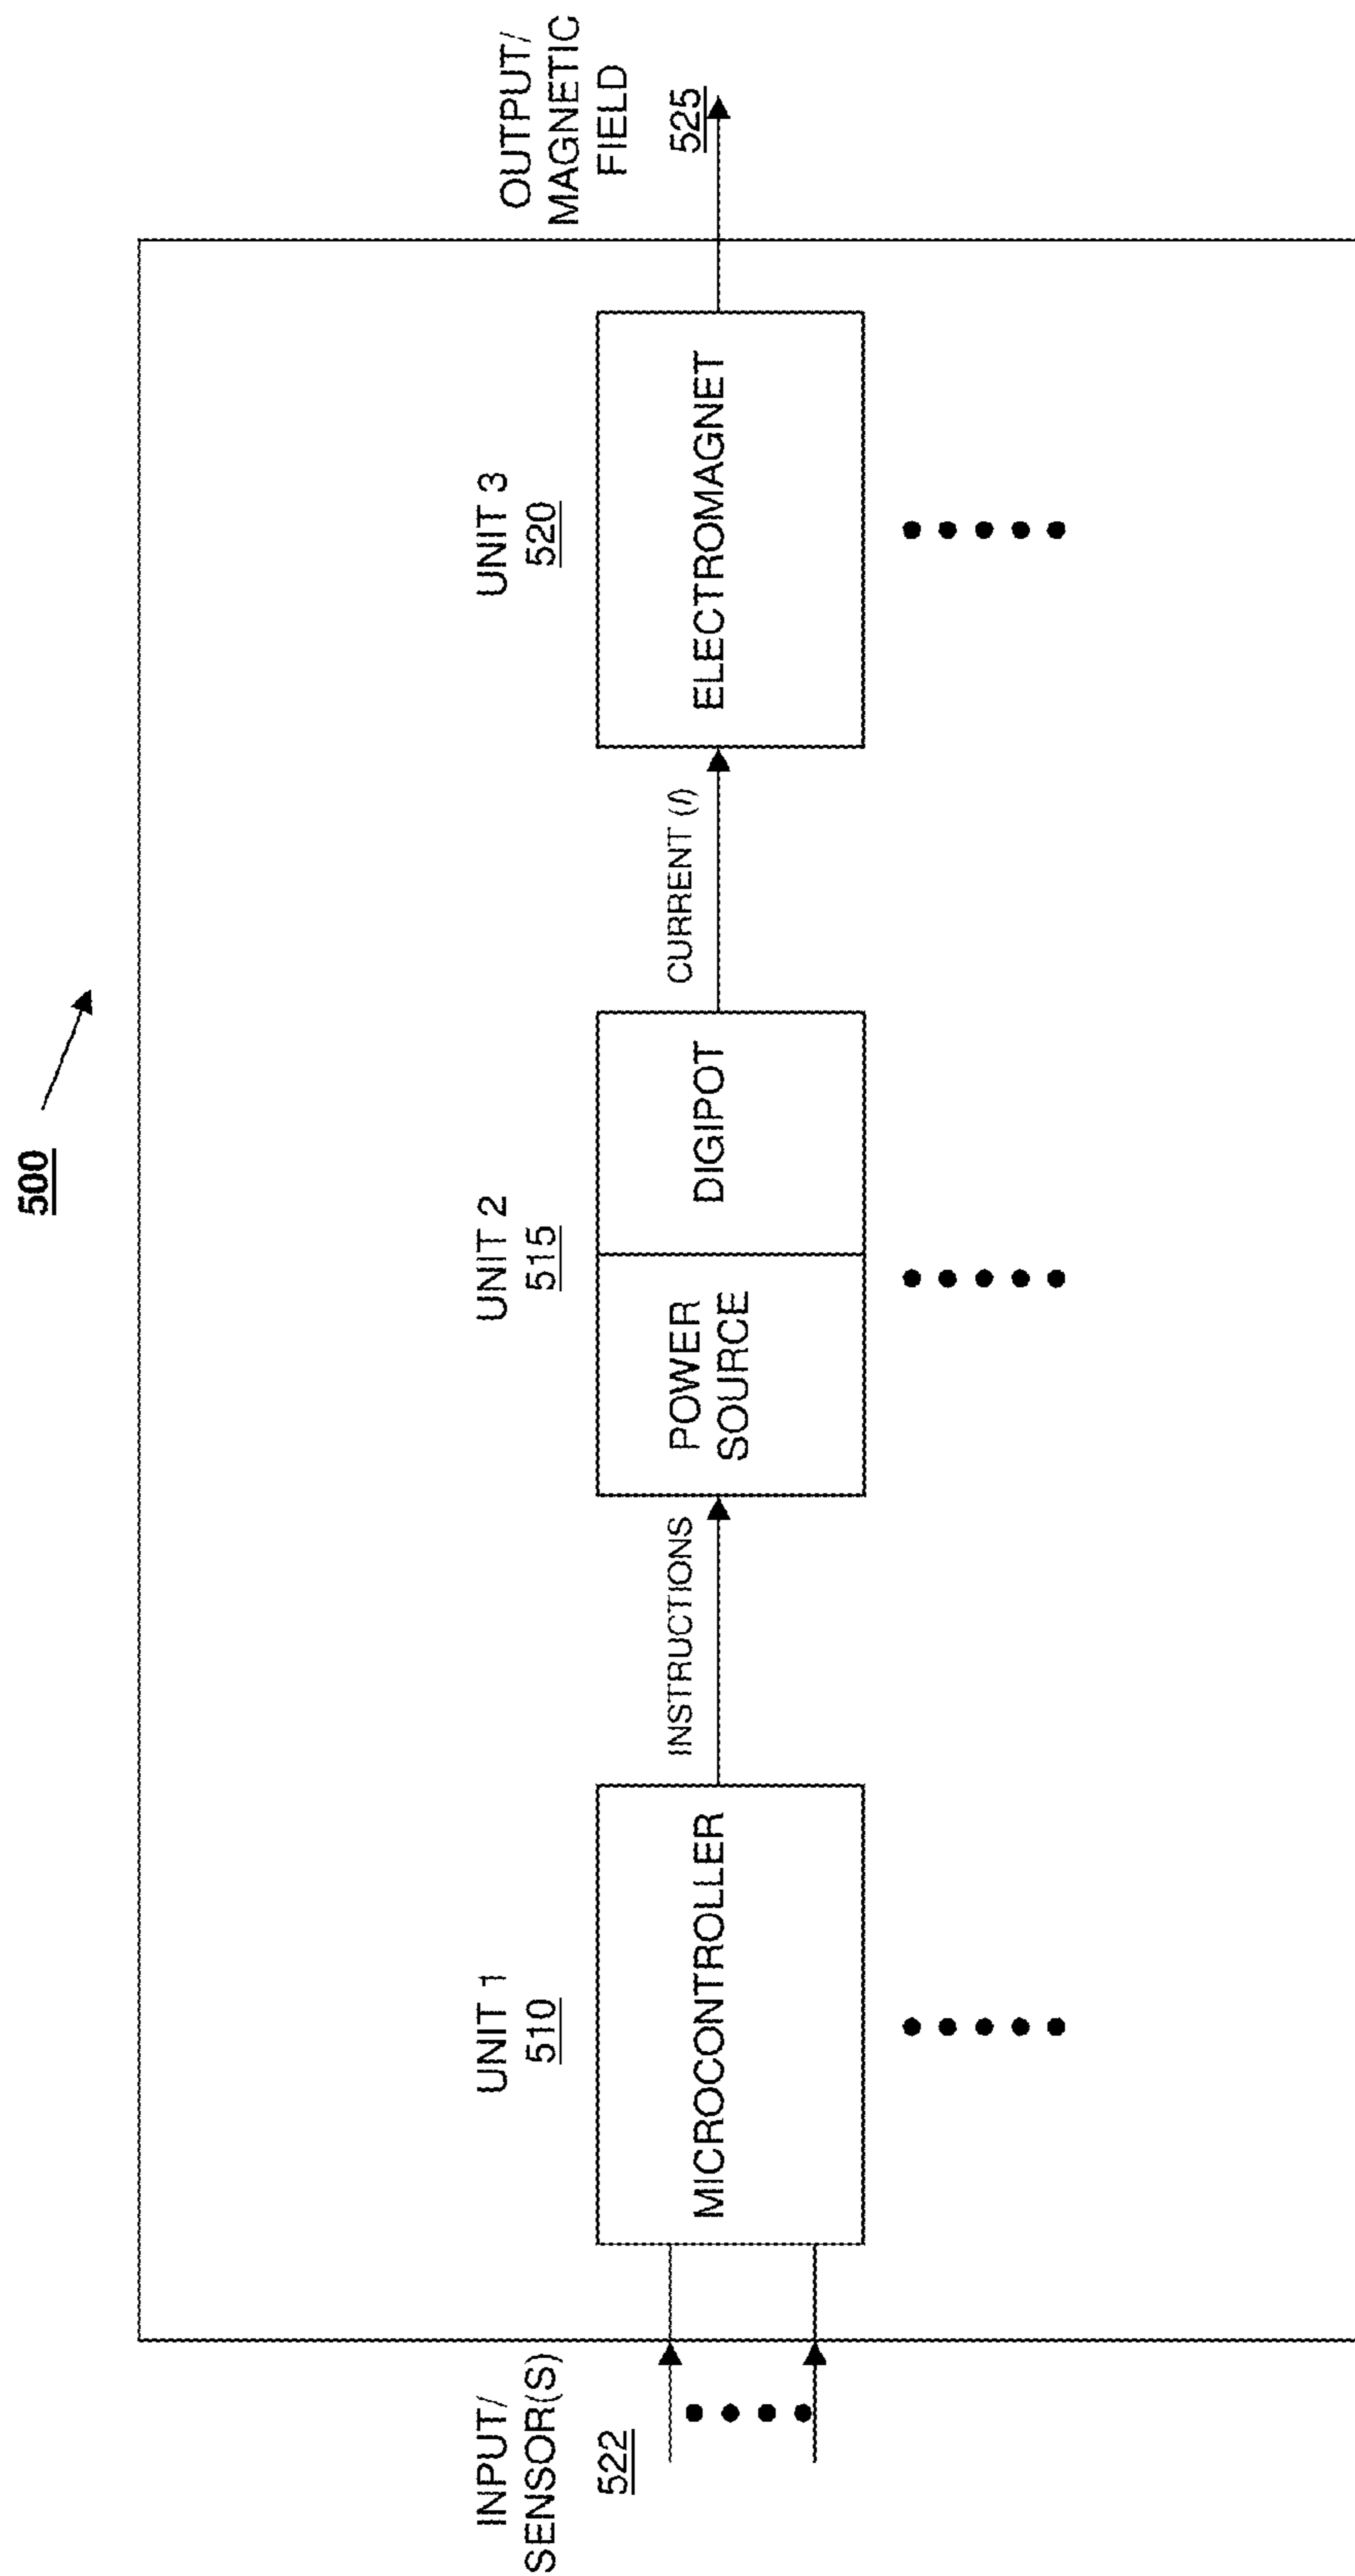 500
INPUT/
SENSOR(S)
522
UNIT 1
510
MICROCONTROLLER
INSTRUCTIONS
UNIT 2
515
POWER
SOURCE
DIGIPOT
CURRENT (I)
UNIT 3
520
ELECTROMAGNET
OUTPUT/
MAGNETIC
FIELD
525